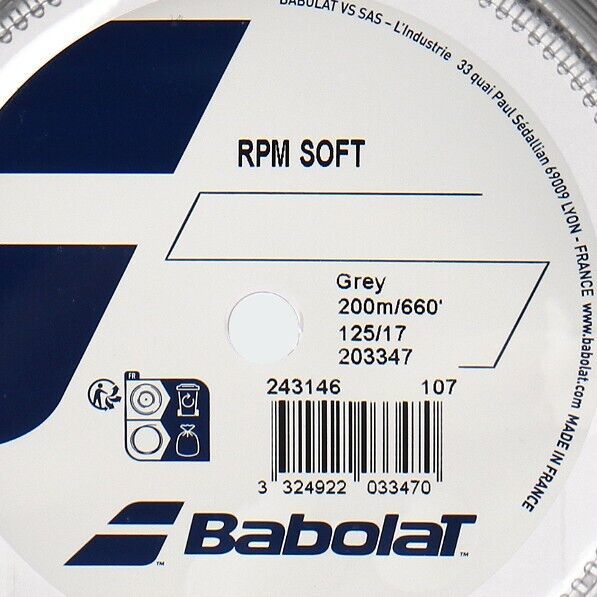 BABOLAT VS SAS – L'Industrie 33 quai Paul Sédallian 69009 LYON - FRANCE www.babolat.com MADE IN FRANCE
RPM SOFT
Grey
200m/660'
125/17
203347
243146 107
FR
3 324922 033470
BabolaT™